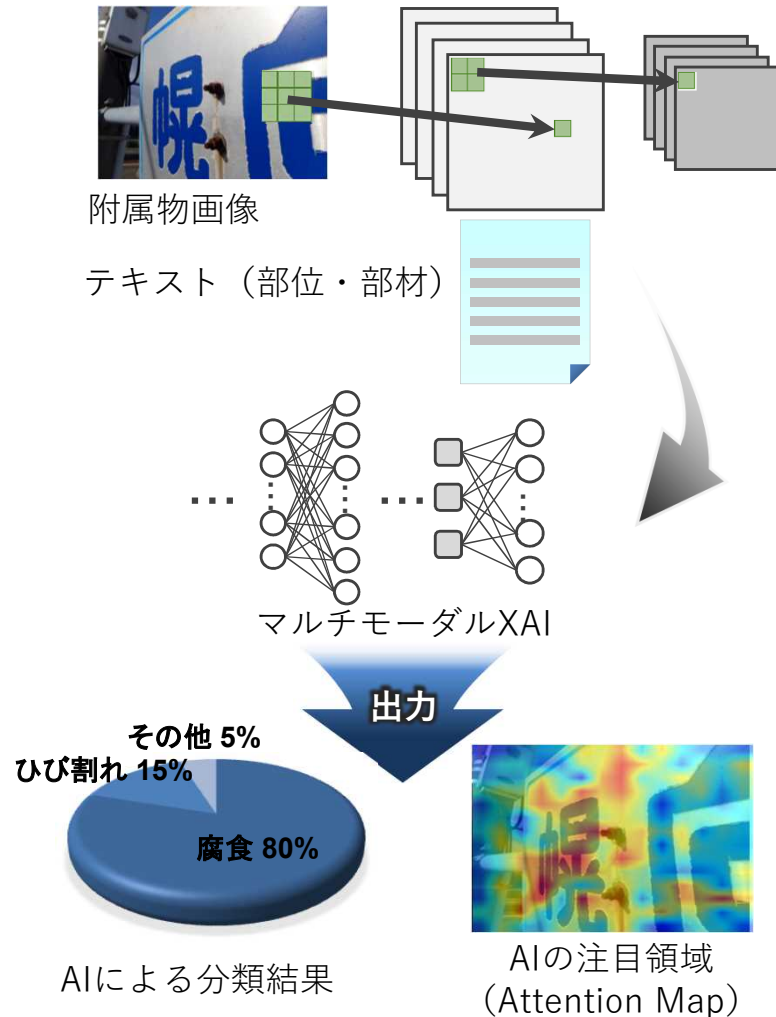 幌
附属物画像
テキスト（部位・部材）
マルチモーダルXAI
出力
その他 5%
ひび割れ 15%
腐食 80%
幌
AIによる分類結果
AIの注目領域
（Attention Map）